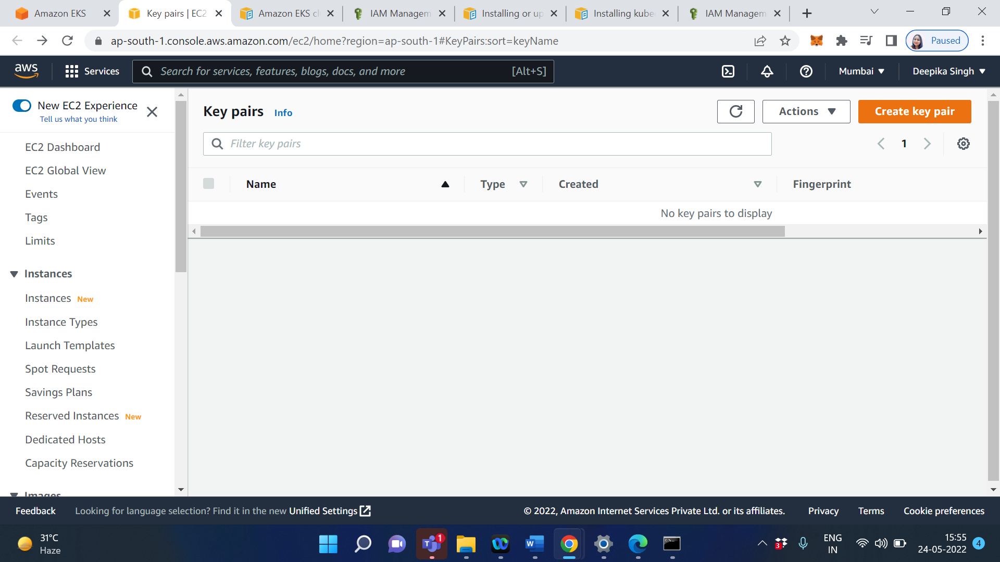 Amazon EKS
Key pairs | EC2
Amazon EKS cl
IAM Managem
Installing or up
Installing kube
IAM Managem
ap-south-1.console.aws.amazon.com/ec2/home?region=ap-south-1#KeyPairs:sort=keyName
Paused
aws
Services
Search for services, features, blogs, docs, and more
[Alt+S]
Mumbai
Deepika Singh
New EC2 Experience
Tell us what you think
EC2 Dashboard
EC2 Global View
Events
Tags
Limits
Instances
Instances New
Instance Types
Launch Templates
Spot Requests
Savings Plans
Reserved Instances New
Dedicated Hosts
Capacity Reservations
Images
Key pairs Info
Actions
Create key pair
Filter key pairs
1
Name
Type
Created
Fingerprint
No key pairs to display
Feedback
Looking for language selection? Find it in the new Unified Settings
© 2022, Amazon Internet Services Private Ltd. or its affiliates.
Privacy
Terms
Cookie preferences
31°C
Haze
1
3
ENG
IN
15:55
24-05-2022
4